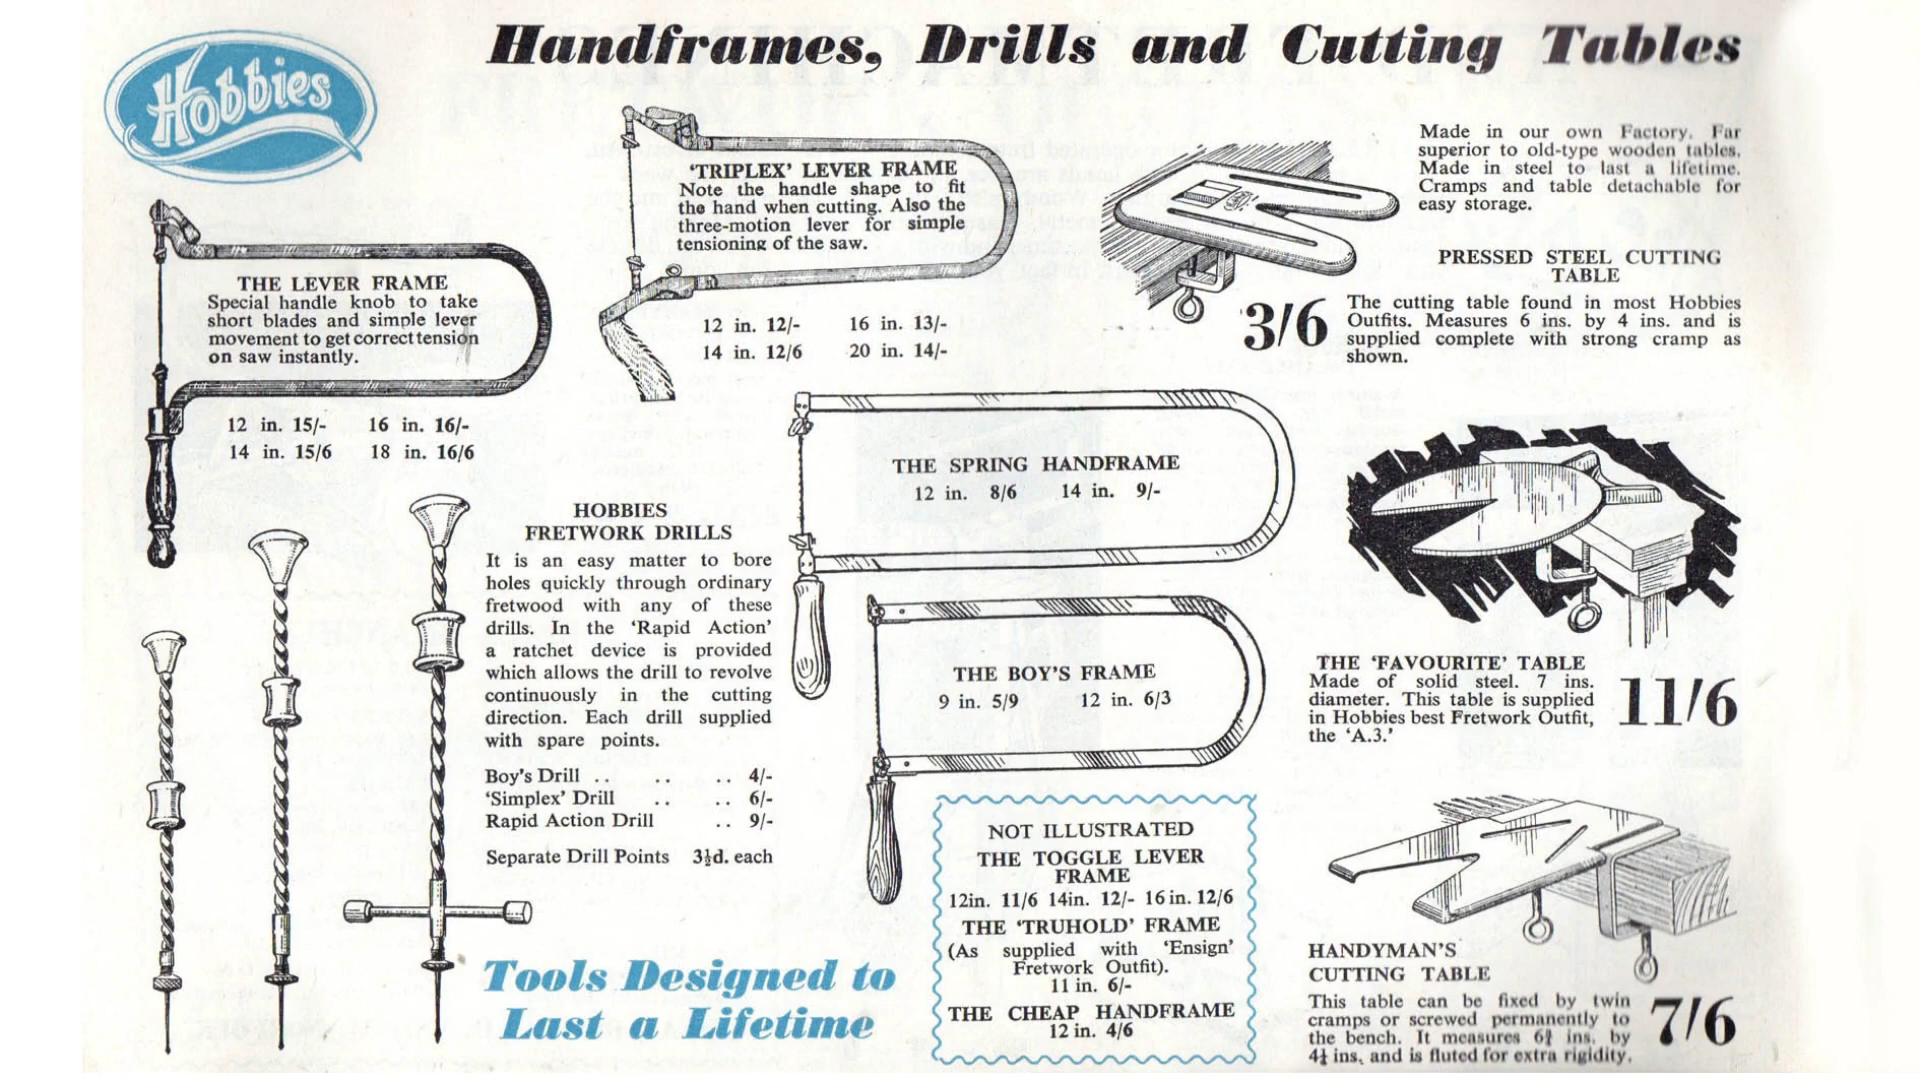 Hobbies
Handframes, Drills and Cutting Tables
THE LEVER FRAME
Special handle knob to take
short blades and simple lever
movement to get correct tension
on saw instantly.
12 in. 15/- 16 in. 16/-
14 in. 15/6 18 in. 16/6
'TRIPLEX' LEVER FRAME
Note the handle shape to fit
the hand when cutting. Also the
three-motion lever for simple
tensioning of the saw.
12 in. 12/- 16 in. 13/-
14 in. 12/6 20 in. 14/-
Made in our own Factory. Far
superior to old-type wooden tables.
Made in steel to last a lifetime.
Cramps and table detachable for
easy storage.
PRESSED STEEL CUTTING
TABLE
3/6
The cutting table found in most Hobbies
Outfits. Measures 6 ins. by 4 ins. and is
supplied complete with strong cramp as
shown.
THE SPRING HANDFRAME
12 in. 8/6 14 in. 9/-
HOBBIES
FRETWORK DRILLS
It is an easy matter to bore
holes quickly through ordinary
fretwood with any of these
drills. In the 'Rapid Action'
a ratchet device is provided
which allows the drill to revolve
continuously in the cutting
direction. Each drill supplied
with spare points.
Boy's Drill .. .. .. 4/-
'Simplex' Drill .. .. 6/-
Rapid Action Drill .. 9/-
Separate Drill Points 3½d. each
THE BOY'S FRAME
9 in. 5/9 12 in. 6/3
THE 'FAVOURITE' TABLE
Made of solid steel. 7 ins.
diameter. This table is supplied
in Hobbies best Fretwork Outfit,
the 'A.3.'
11/6
NOT ILLUSTRATED
THE TOGGLE LEVER
FRAME
12in. 11/6 14in. 12/- 16in. 12/6
THE 'TRUHOLD' FRAME
(As supplied with 'Ensign'
Fretwork Outfit).
11 in. 6/-
THE CHEAP HANDFRAME
12 in. 4/6
Tools Designed to
Last a Lifetime
HANDYMAN'S
CUTTING TABLE
This table can be fixed by twin
cramps or screwed permanently to
the bench. It measures ins. by
ins, and is fluted for extra rigidity.
7/6